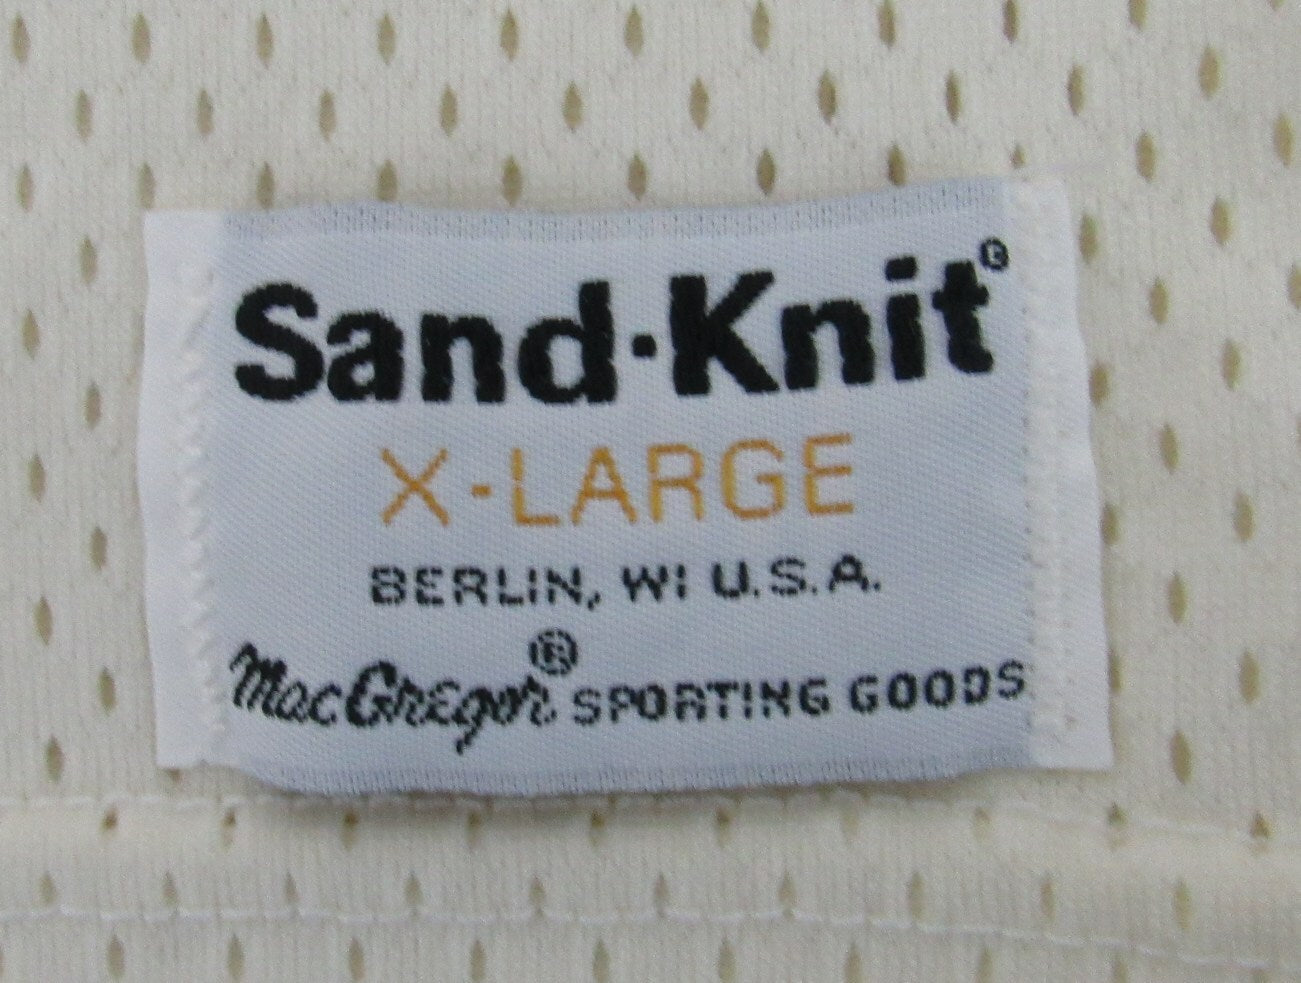 Sand·Knit®
X-LARGE
BERLIN, WI U.S.A.
MacGregor® SPORTING GOODS